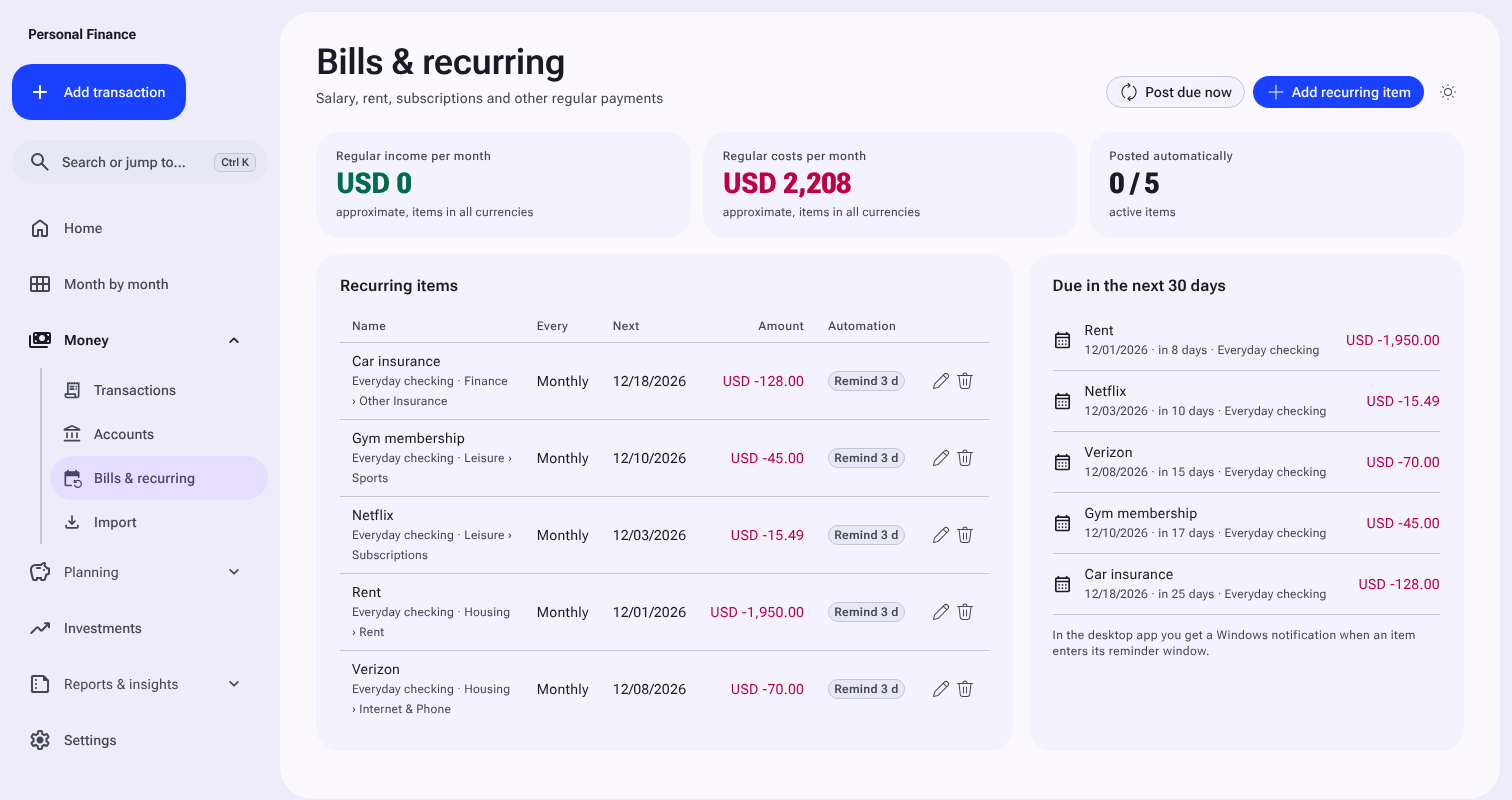 Personal Finance
Add transaction
Search or jump to...
Ctrl K
Home
Month by month
Money
Transactions
Accounts
Bills & recurring
Import
Planning
Investments
Reports & insights
Settings
Bills & recurring
Salary, rent, subscriptions and other regular payments
Post due now
Add recurring item
Regular income per month
USD 0
approximate, items in all currencies
Regular costs per month
USD 2,208
approximate, items in all currencies
Posted automatically
0 / 5
active items
Recurring items
Name Every Next Amount Automation
Car insurance
Everyday checking · Finance
› Other Insurance
Monthly 12/18/2026 USD -128.00 Remind 3 d
Gym membership
Everyday checking · Leisure ›
Sports
Monthly 12/10/2026 USD -45.00 Remind 3 d
Netflix
Everyday checking · Leisure ›
Subscriptions
Monthly 12/03/2026 USD -15.49 Remind 3 d
Rent
Everyday checking · Housing
› Rent
Monthly 12/01/2026 USD -1,950.00 Remind 3 d
Verizon
Everyday checking · Housing
› Internet & Phone
Monthly 12/08/2026 USD -70.00 Remind 3 d
Due in the next 30 days
Rent
12/01/2026 · in 8 days · Everyday checking
USD -1,950.00
Netflix
12/03/2026 · in 10 days · Everyday checking
USD -15.49
Verizon
12/08/2026 · in 15 days · Everyday checking
USD -70.00
Gym membership
12/10/2026 · in 17 days · Everyday checking
USD -45.00
Car insurance
12/18/2026 · in 25 days · Everyday checking
USD -128.00
In the desktop app you get a Windows notification when an item
enters its reminder window.